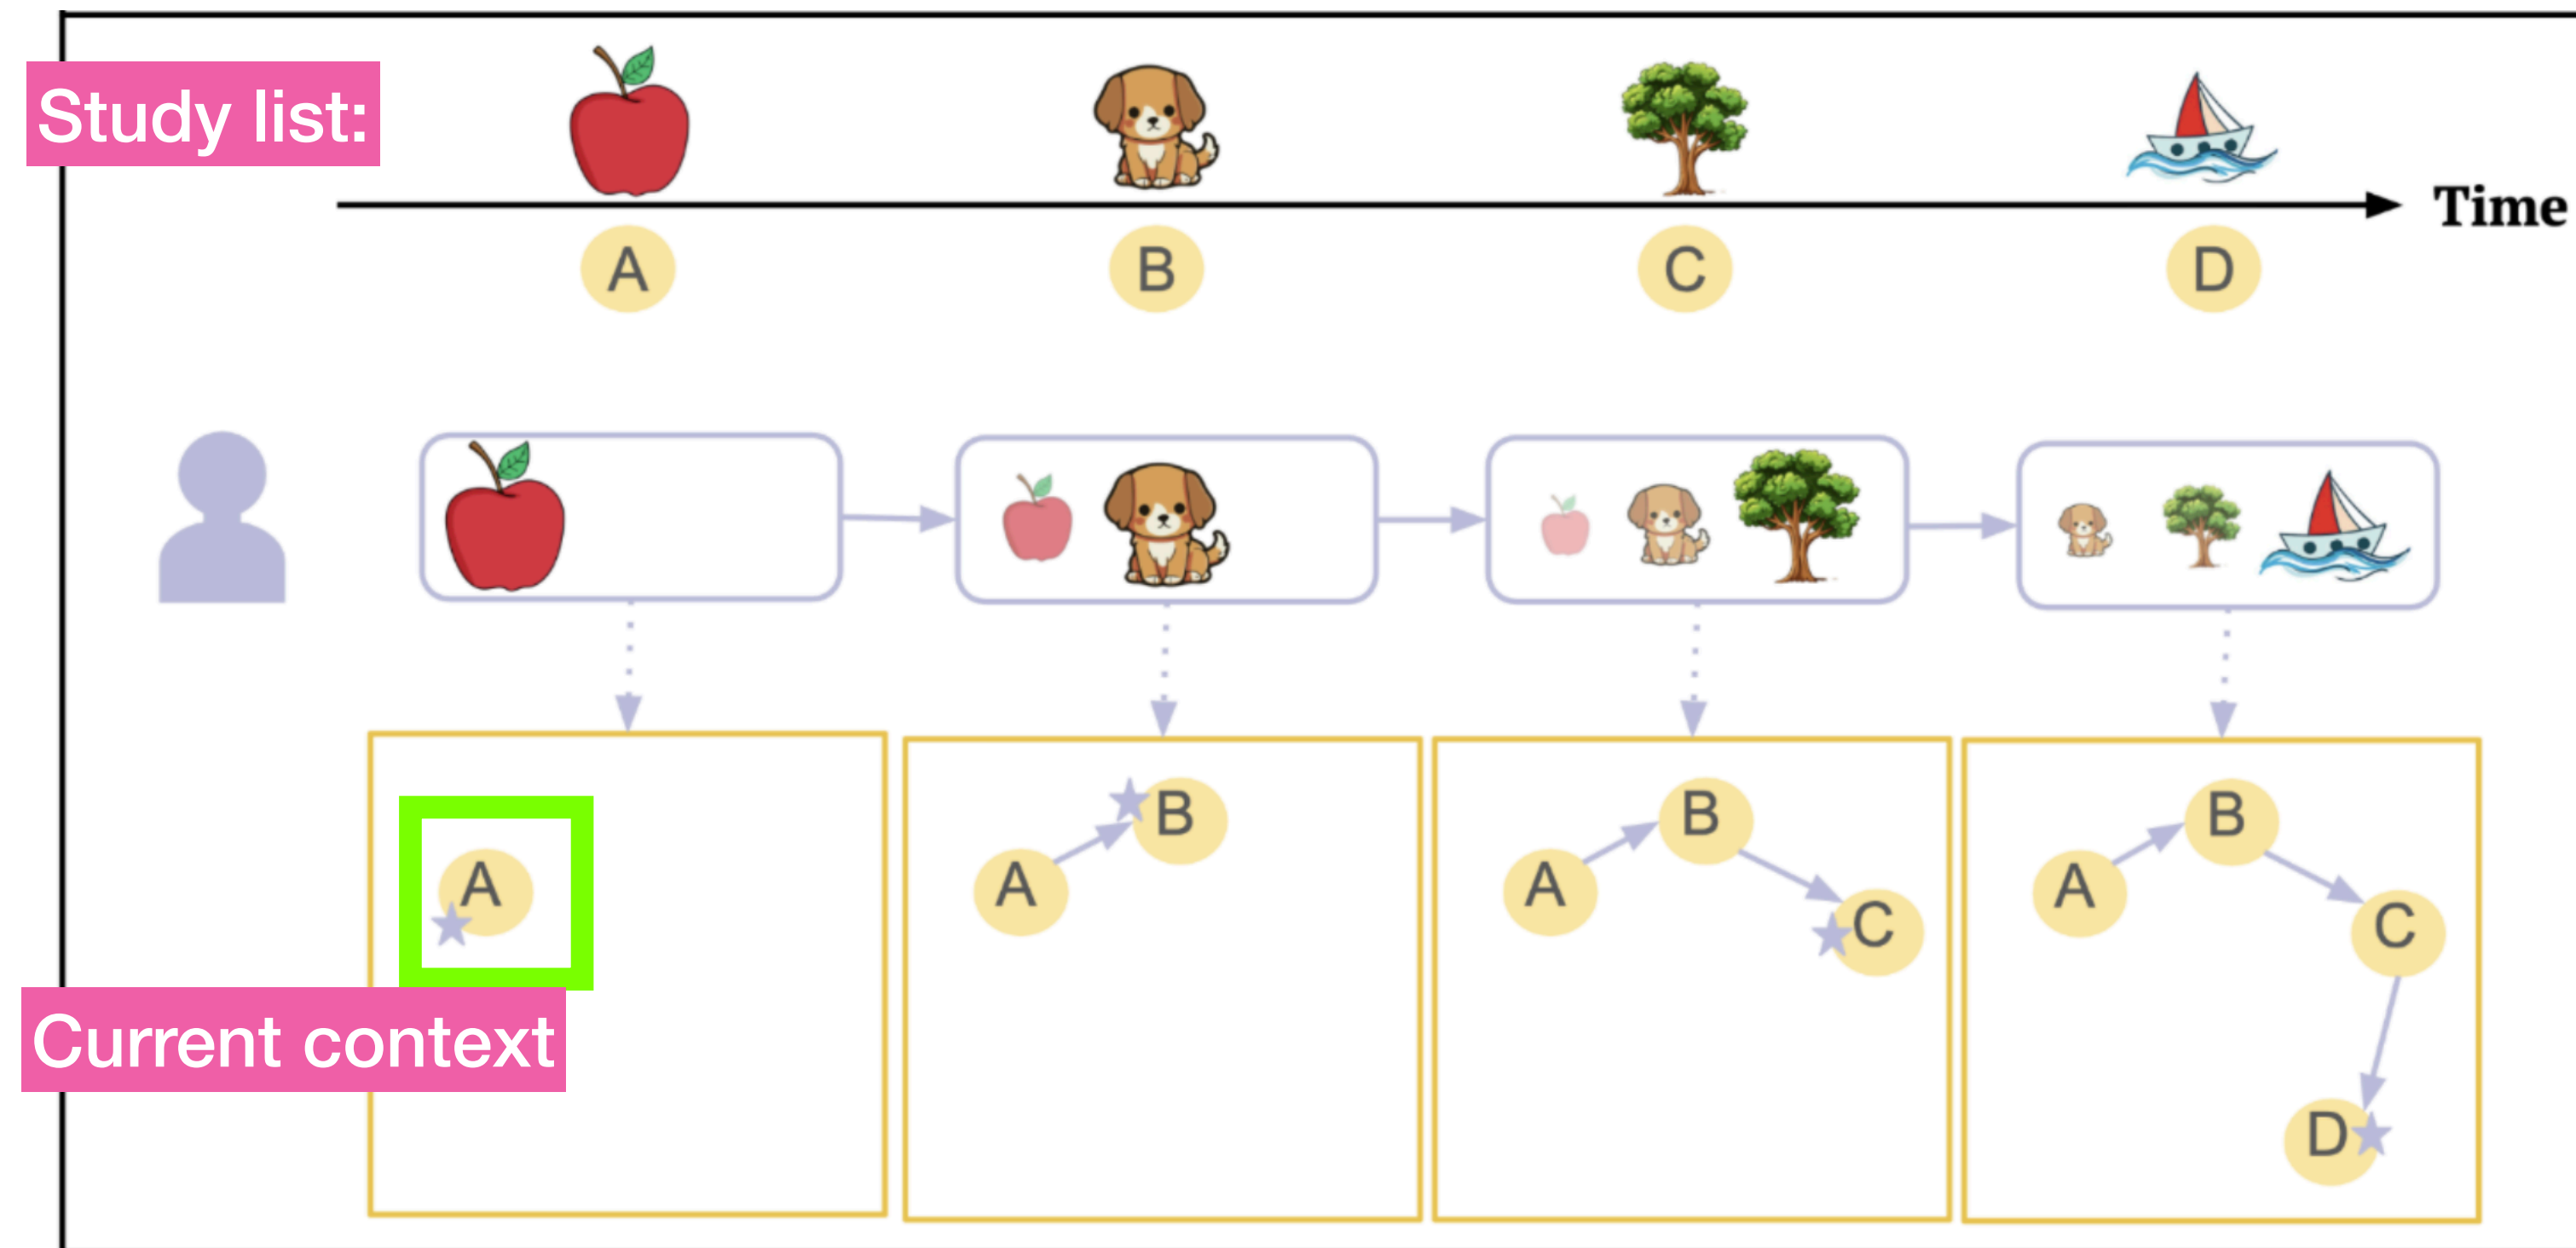 Study list:
Time
A B C D
A
A B
A B C
A B C D
Current context